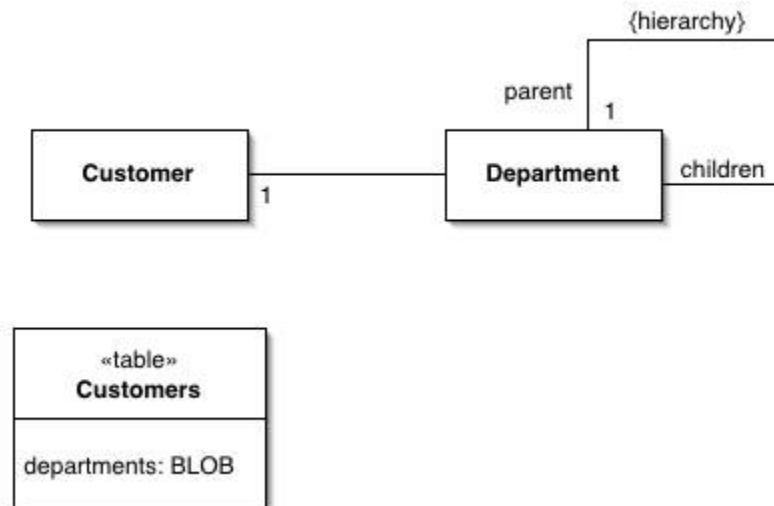 {hierarchy}
parent
1
Customer
1
Department
children
«table»
Customers
departments: BLOB